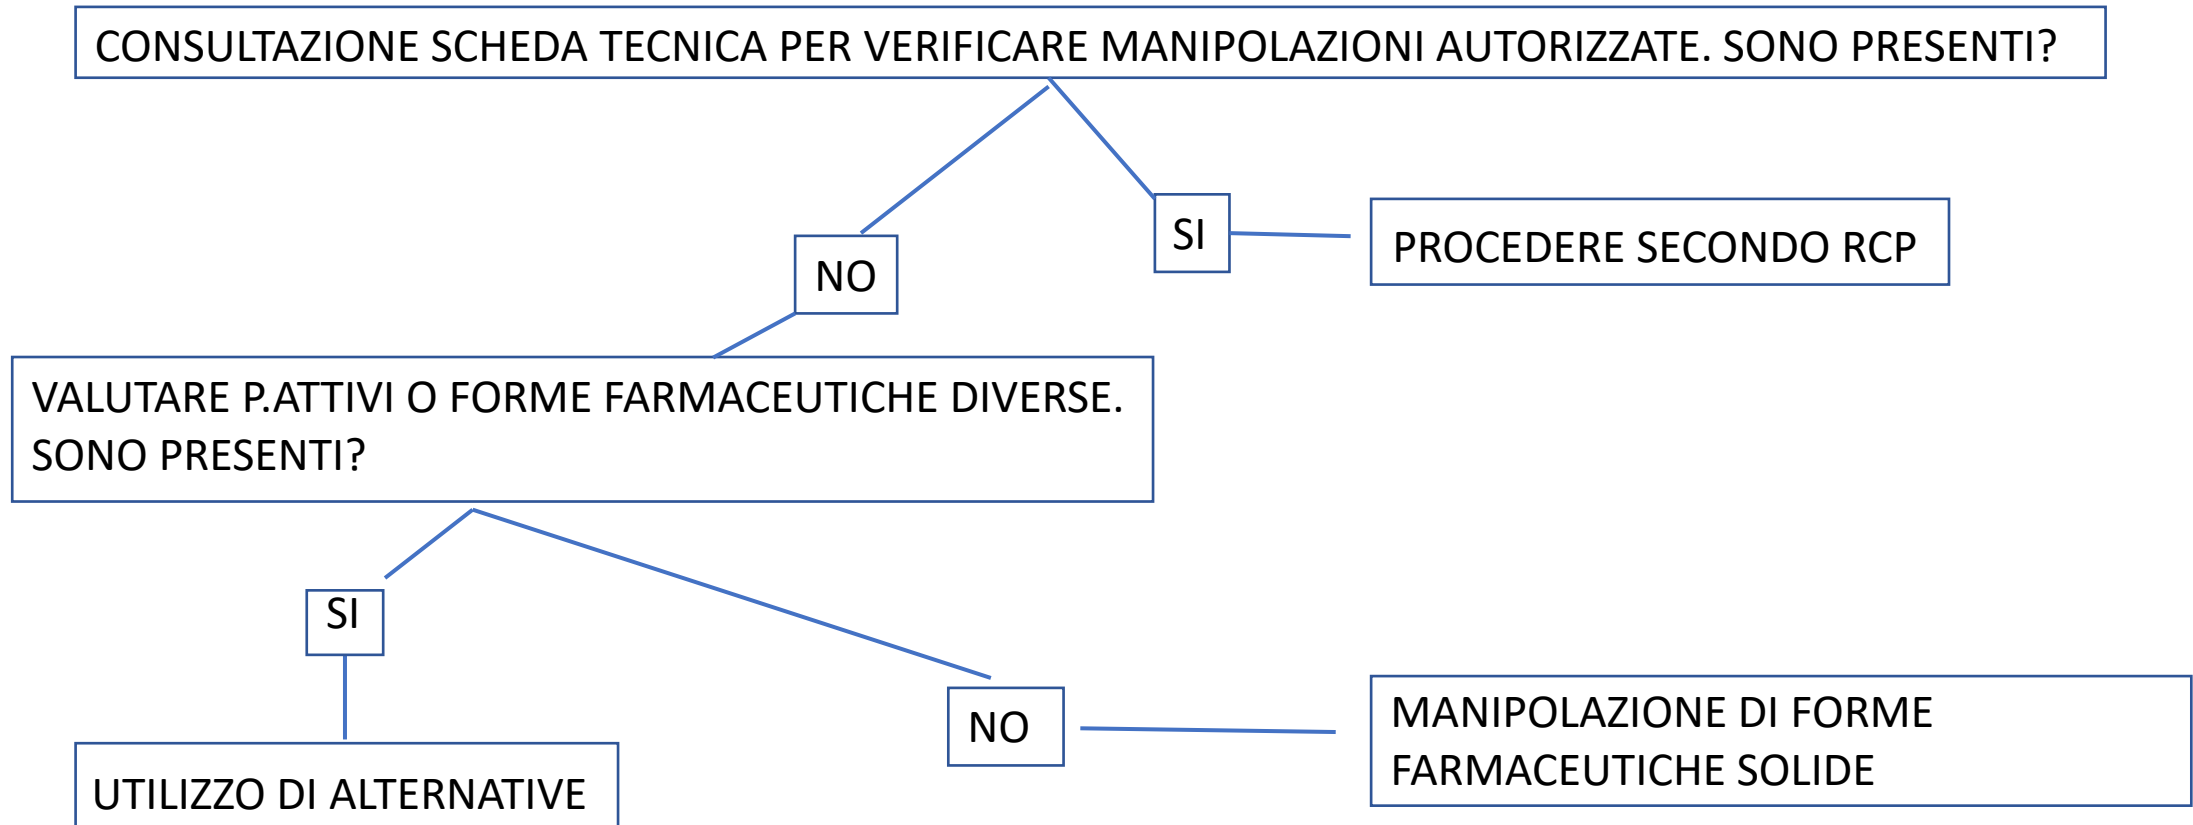 CONSULTAZIONE SCHEDA TECNICA PER VERIFICARE MANIPOLAZIONI AUTORIZZATE. SONO PRESENTI?
SI
PROCEDERE SECONDO RCP
NO
VALUTARE P.ATTIVI O FORME FARMACEUTICHE DIVERSE.
SONO PRESENTI?
SI
UTILIZZO DI ALTERNATIVE
NO
MANIPOLAZIONE DI FORME
FARMACEUTICHE SOLIDE